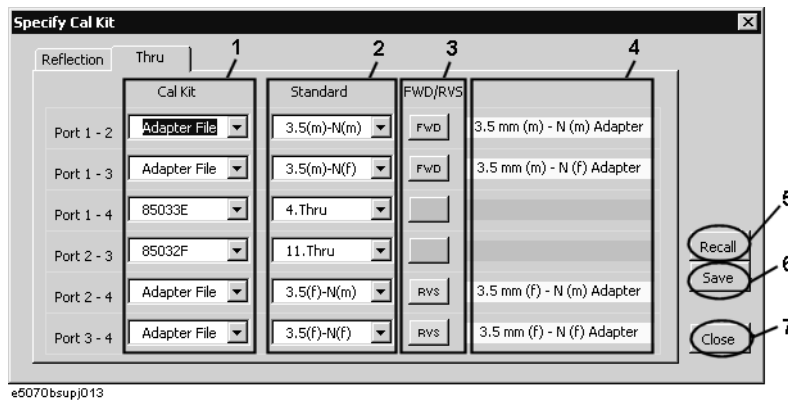 Specify Cal Kit
Reflection Thru 1 2 3 4
Cal Kit Standard FWD/RVS
Port 1 - 2 Adapter File 3.5(m)-N(m) FWD 3.5 mm (m) - N (m) Adapter
Port 1 - 3 Adapter File 3.5(m)-N(f) FWD 3.5 mm (m) - N (f) Adapter
5
Port 1 - 4 85033E 4.Thru
Port 2 - 3 85032F 11.Thru Recall
6
Save
Port 2 - 4 Adapter File 3.5(f)-N(m) RVS 3.5 mm (f) - N (m) Adapter
7
Port 3 - 4 Adapter File 3.5(f)-N(f) RVS 3.5 mm (f) - N (f) Adapter Close
e5070bsupj013